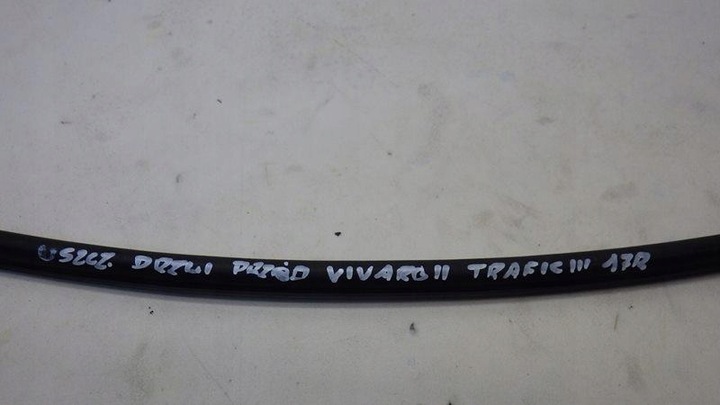 USZCZ DRZWI PRZÓD VIVARO II TRAFIC III 17R